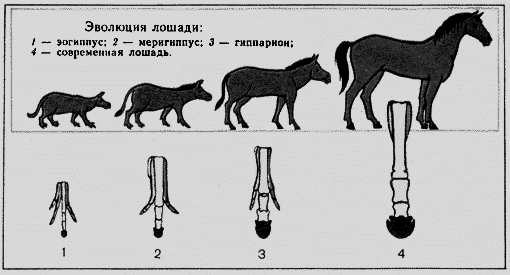 Эволюция лошади:
1 — эогиппус; 2 — меригиппус; 3 — гиппарион;
4 — современная лошадь.
1 2 3 4